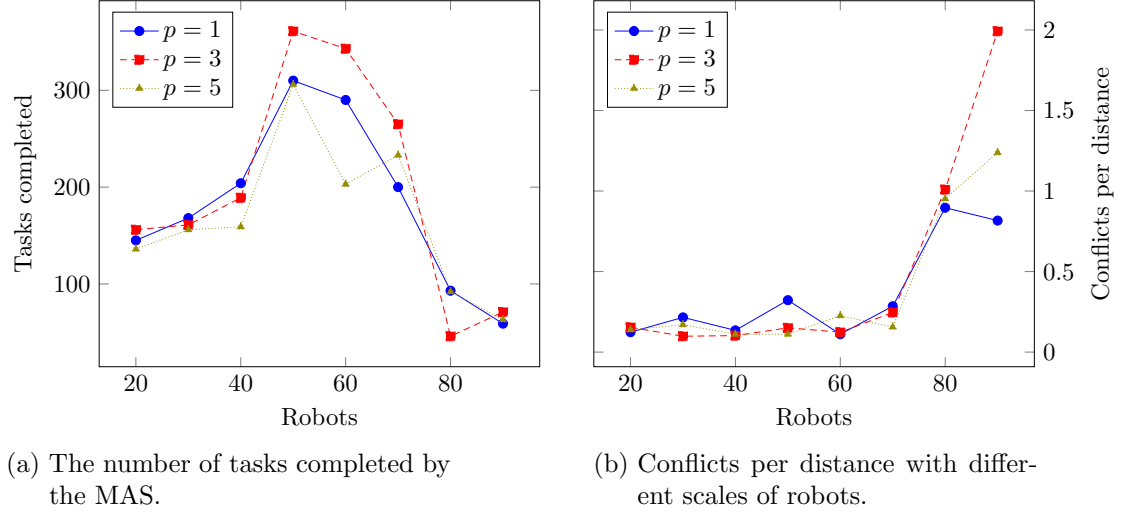 p = 1
p = 3
p = 5
300
200
100
Tasks completed
20
40
60
80
Robots
(a) The number of tasks completed by
the MAS.
p = 1
p = 3
p = 5
2
1.5
1
0.5
0
Conflicts per distance
20
40
60
80
Robots
(b) Conflicts per distance with differ-
ent scales of robots.